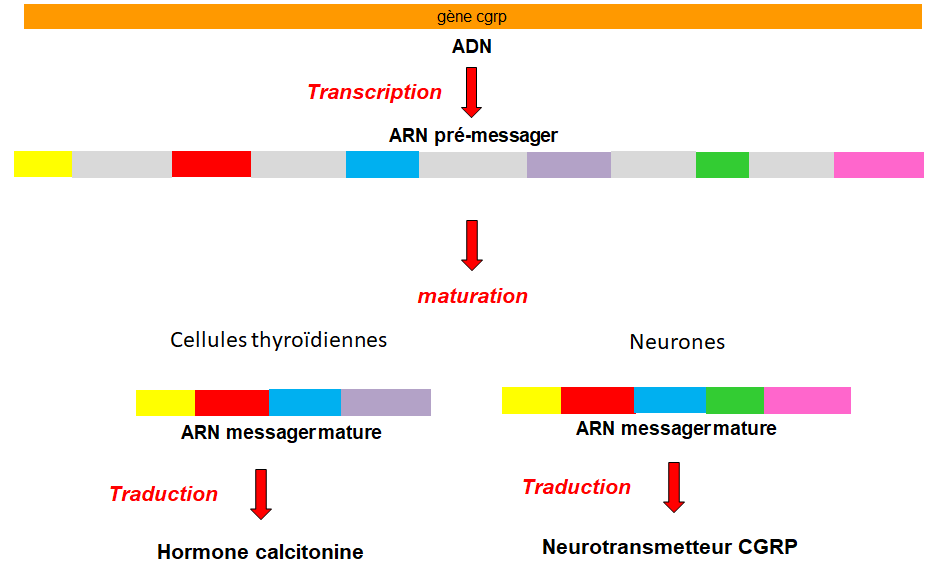 gène cgrp
ADN
Transcription
ARN pré-messager
maturation
Cellules thyroïdiennes
Neurones
ARN messager mature
ARN messager mature
Traduction
Traduction
Hormone calcitonine
Neurotransmetteur CGRP